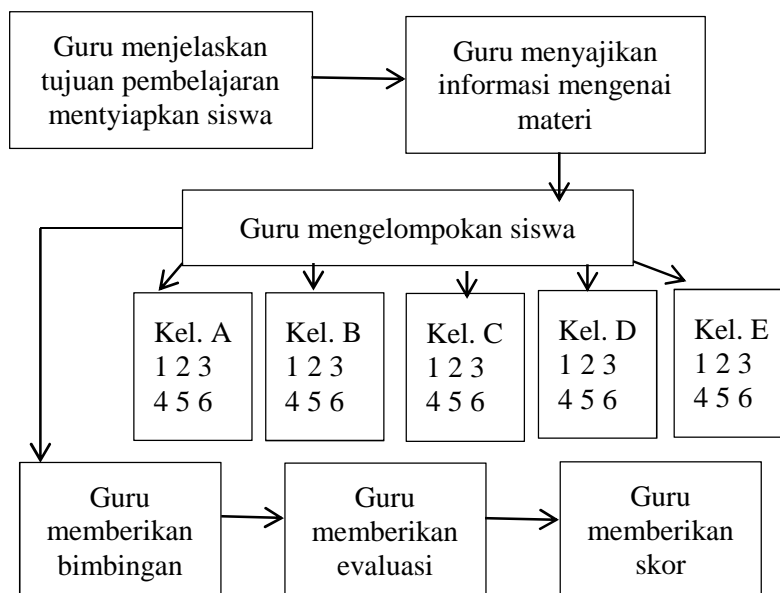 Guru menjelaskan
tujuan pembelajaran
mentyiapkan siswa
Guru menyajikan
informasi mengenai
materi
Guru mengelompokan siswa
Kel. A
1 2 3
4 5 6
Kel. B
1 2 3
4 5 6
Kel. C
1 2 3
4 5 6
Kel. D
1 2 3
4 5 6
Kel. E
1 2 3
4 5 6
Guru
memberikan
bimbingan
Guru
memberikan
evaluasi
Guru
memberikan
skor